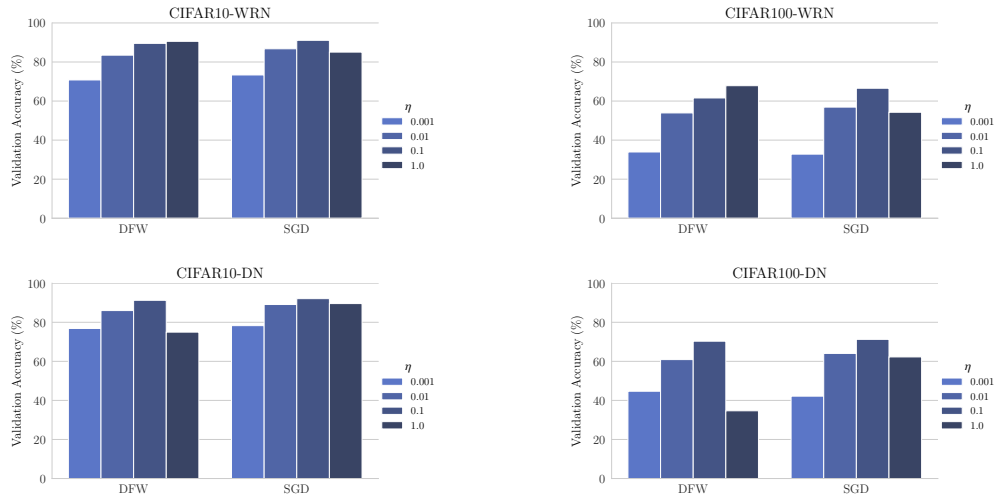 CIFAR10-WRN
Validation Accuracy (%)
100
80
60
40
20
0
DFW
SGD
η
0.001
0.01
0.1
1.0
CIFAR100-WRN
Validation Accuracy (%)
100
80
60
40
20
0
DFW
SGD
η
0.001
0.01
0.1
1.0
CIFAR10-DN
Validation Accuracy (%)
100
80
60
40
20
0
DFW
SGD
η
0.001
0.01
0.1
1.0
CIFAR100-DN
Validation Accuracy (%)
100
80
60
40
20
0
DFW
SGD
η
0.001
0.01
0.1
1.0